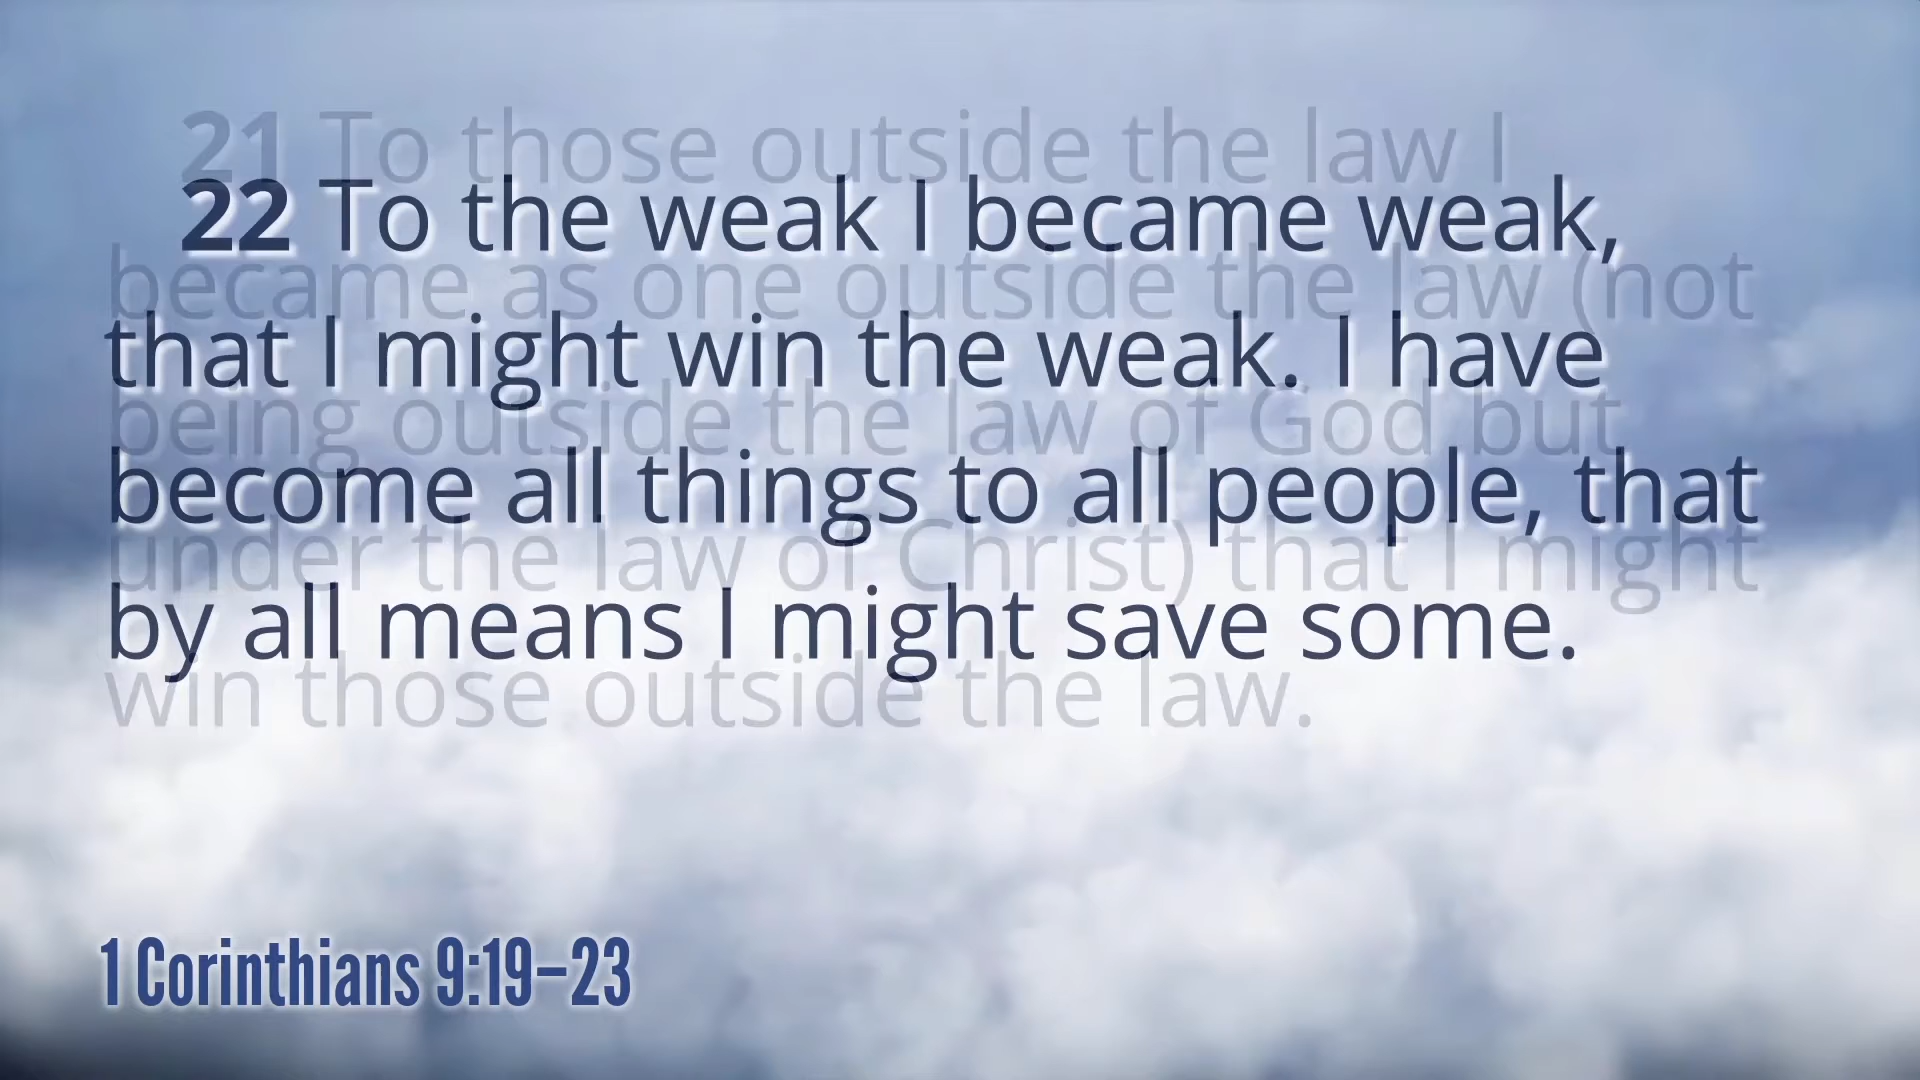 21 To those outside the law I
became as one outside the law (not
being outside the law of God but
under the law of Christ) that I might
win those outside the law.
22 To the weak I became weak,
that I might win the weak. I have
become all things to all people, that
by all means I might save some.
1 Corinthians 9:19–23